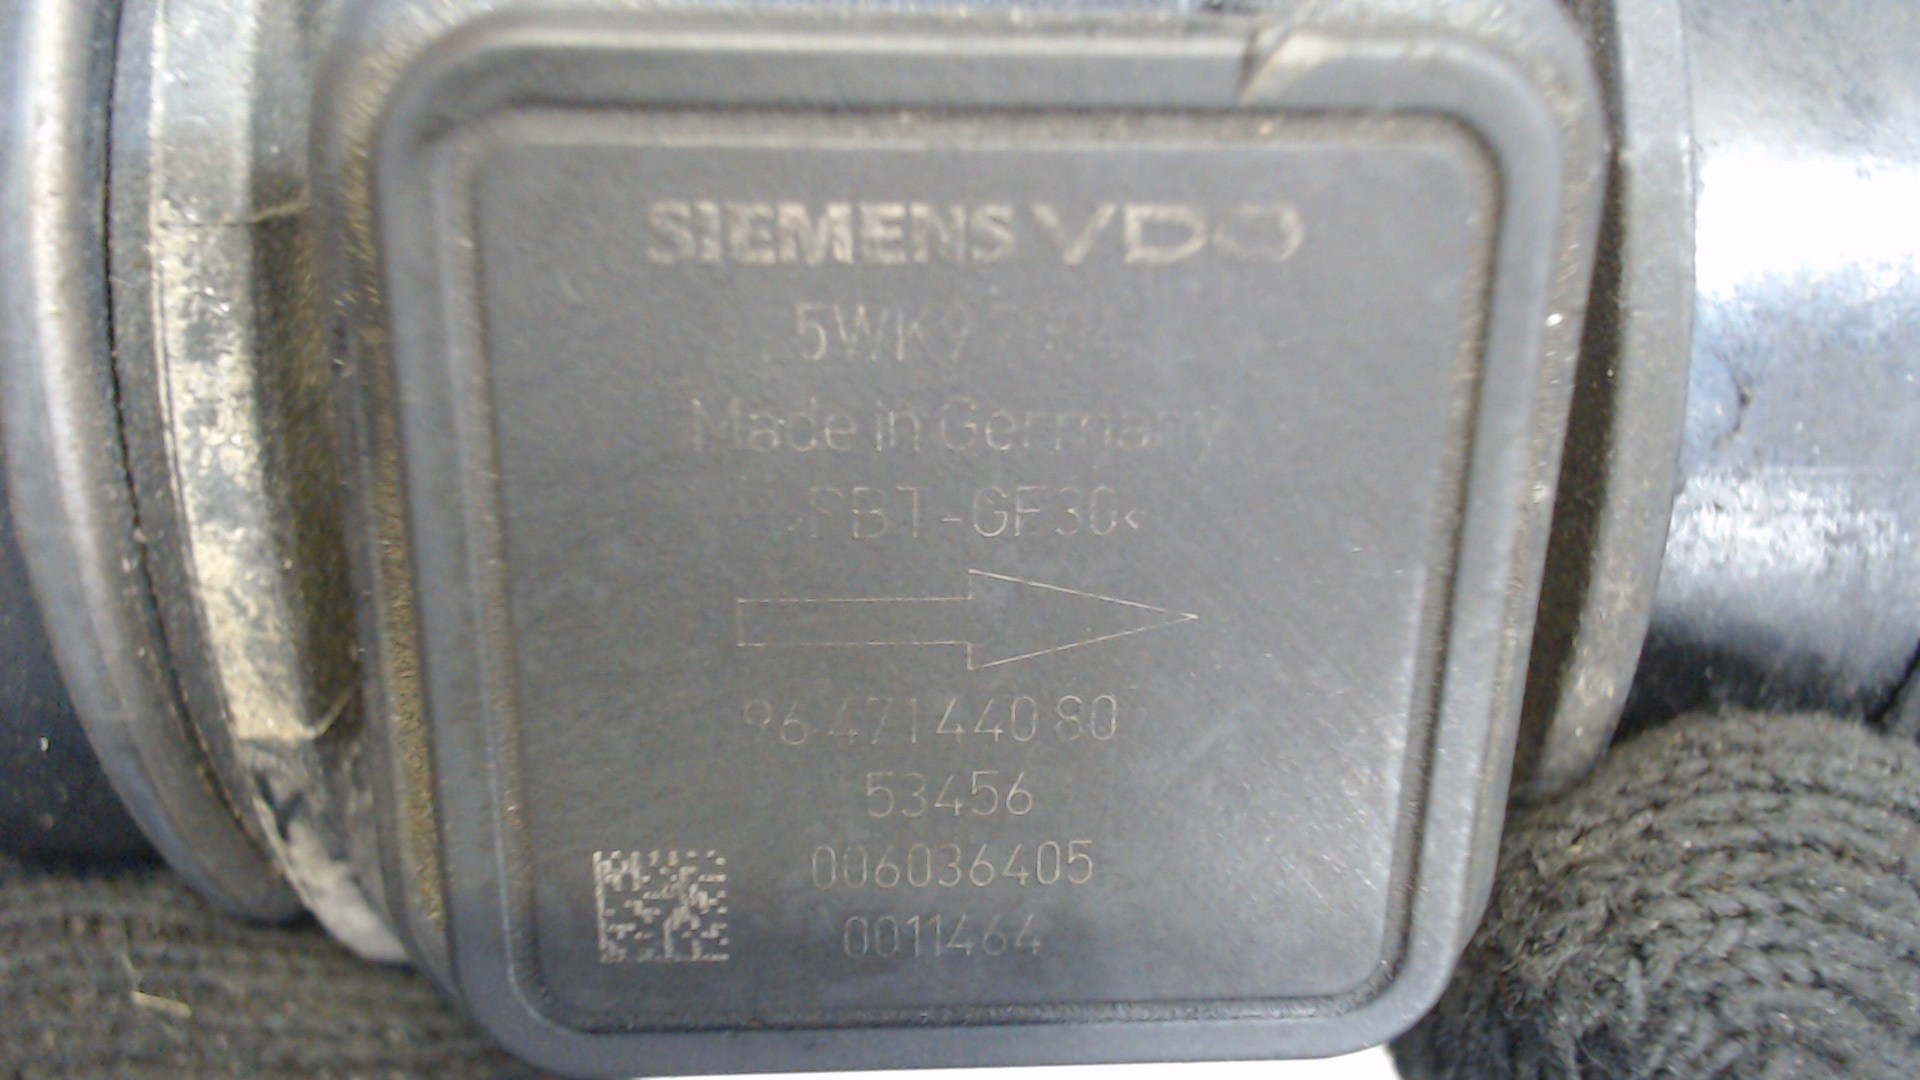 SIEMENS VDO
Made in Germany
>PBT-GF30<
96 471 440 80
53456
006036405
0011464